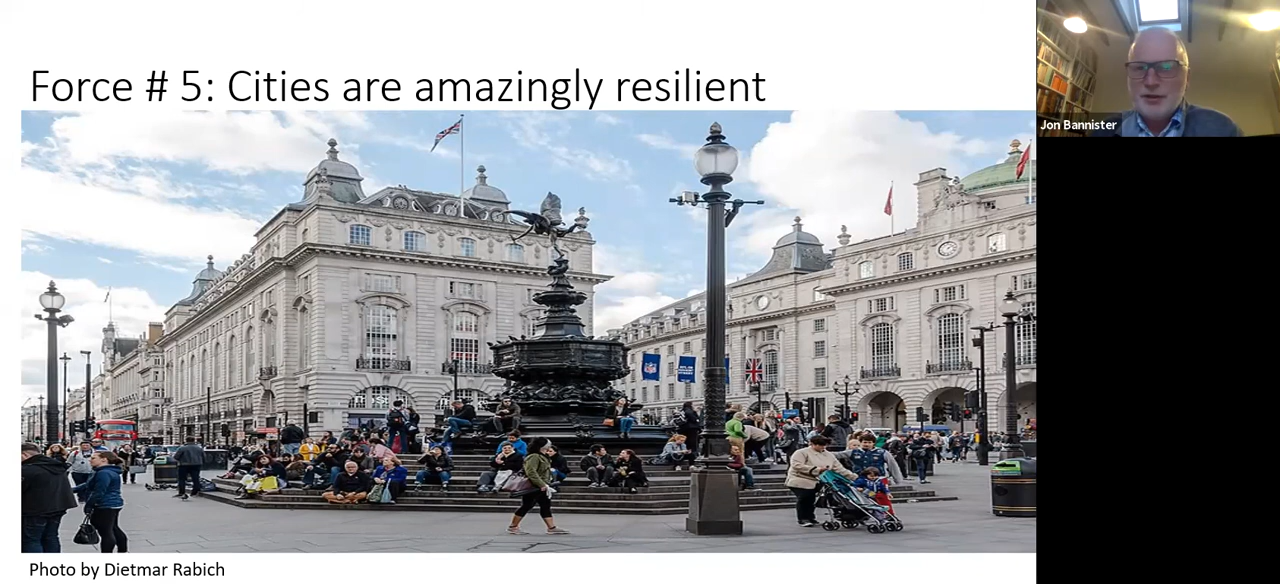 Force # 5: Cities are amazingly resilient
Jon Bannister
Photo by Dietmar Rabich